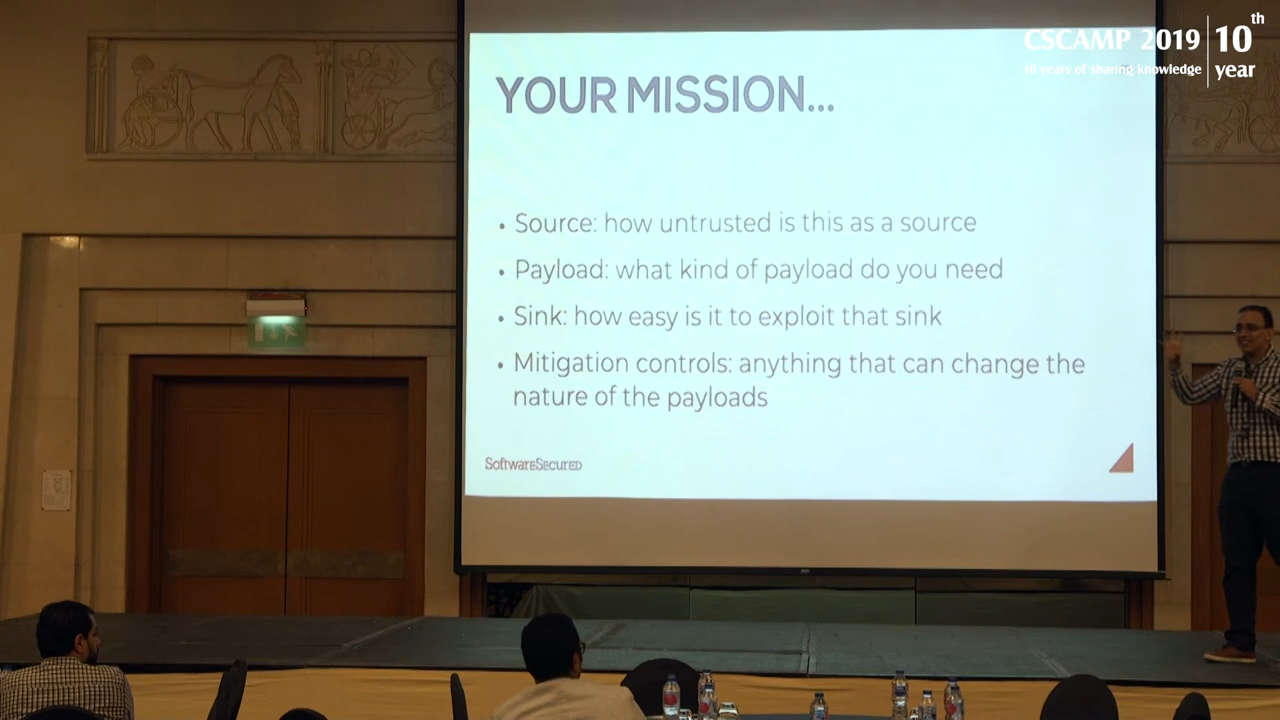 CSCAMP 2019
10 years of sharing knowledge
10th
year
YOUR MISSION...
• Source: how untrusted is this as a source
• Payload: what kind of payload do you need
• Sink: how easy is it to exploit that sink
• Mitigation controls: anything that can change the
nature of the payloads
SOFTWARESECURED